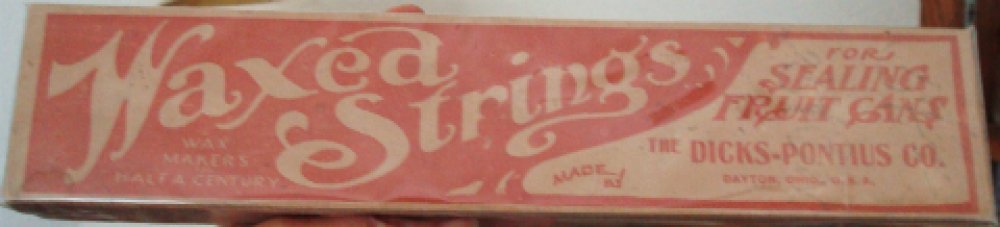 Waxed
Strings
WAX
MAKERS
HALF A CENTURY
FOR
SEALING
FRUIT CANS
MADE
BY
THE DICKS-PONTIUS CO.
DAYTON, OHIO, U. S. A.